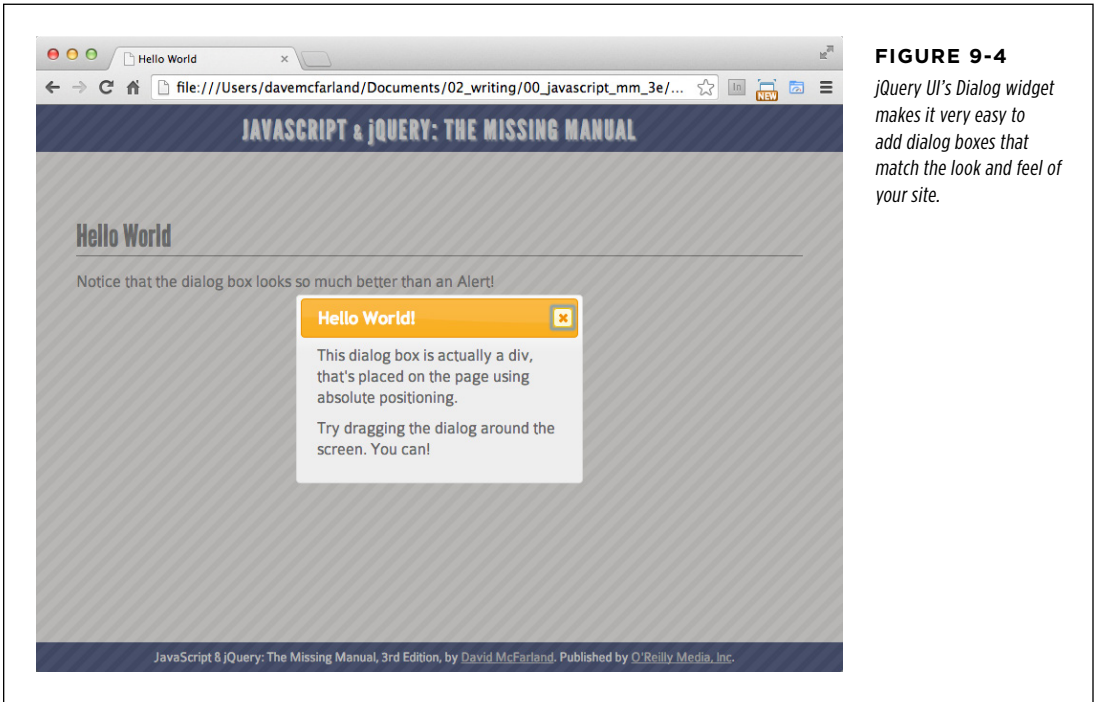 Hello World
file:///Users/davemcfarland/Documents/02_writing/00_javascript_mm_3e/...
NEW
JAVASCRIPT & jQUERY: THE MISSING MANUAL
Hello World
Notice that the dialog box looks so much better than an Alert!
Hello World!
This dialog box is actually a div,
that's placed on the page using
absolute positioning.
Try dragging the dialog around the
screen. You can!
JavaScript & jQuery: The Missing Manual, 3rd Edition, by David McFarland. Published by O'Reilly Media, Inc.
FIGURE 9-4
jQuery UI’s Dialog widget
makes it very easy to
add dialog boxes that
match the look and feel of
your site.